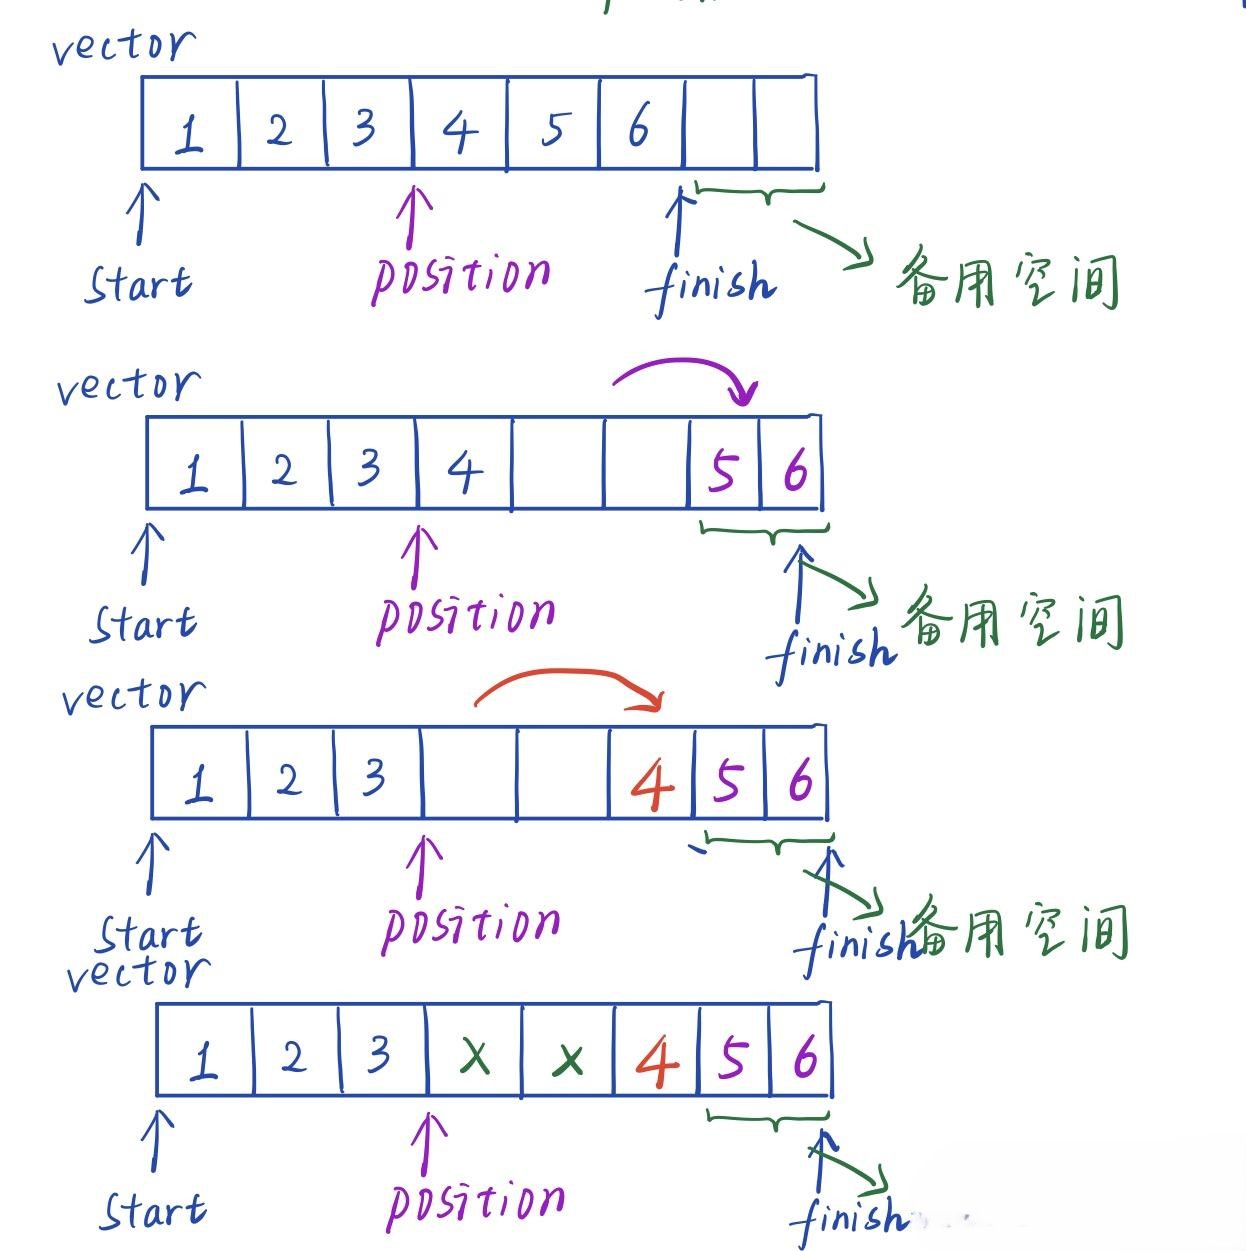 vector
1 2 3 4 5 6
start position finish 备用空间
vector
1 2 3 4 5 6
start position finish 备用空间
vector
1 2 3 4 5 6
start position finish 备用空间
vector
1 2 3 x x 4 5 6
start position finish